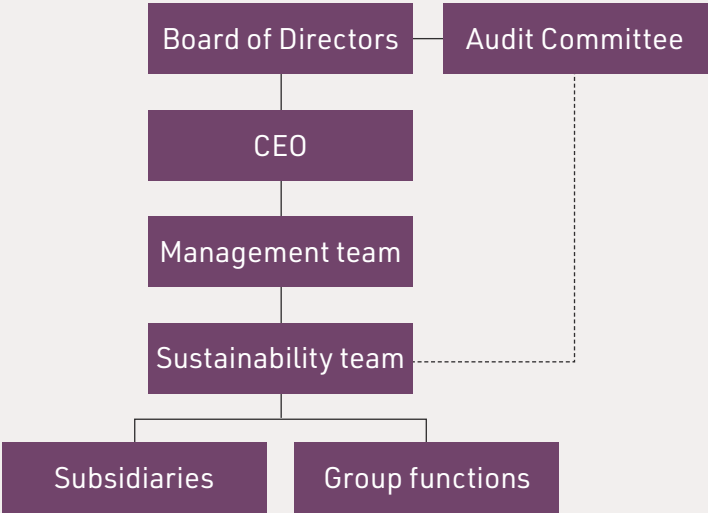 Board of Directors
Audit Committee
CEO
Management team
Sustainability team
Subsidiaries
Group functions